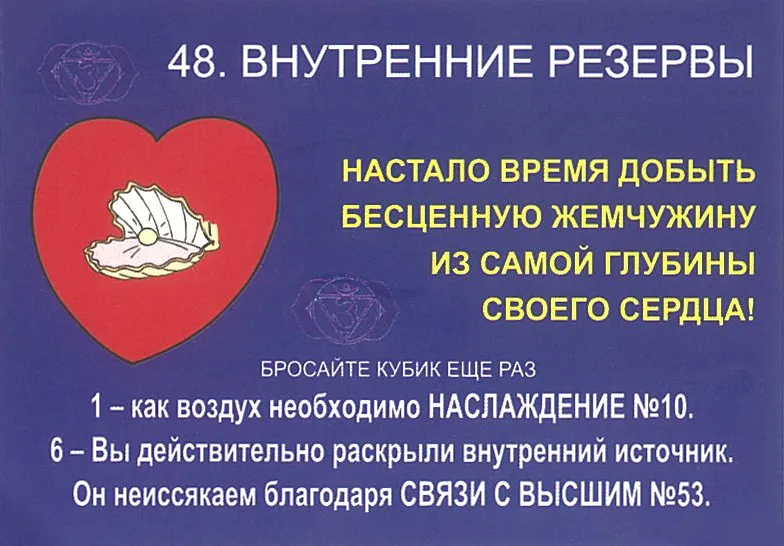 48. ВНУТРЕННИЕ РЕЗЕРВЫ
НАСТАЛО ВРЕМЯ ДОБЫТЬ
БЕСЦЕННУЮ ЖЕМЧУЖИНУ
ИЗ САМОЙ ГЛУБИНЫ
СВОЕГО СЕРДЦА!
БРОСАЙТЕ КУБИК ЕЩЕ РАЗ
1 – как воздух необходимо НАСЛАЖДЕНИЕ №10.
6 – Вы действительно раскрыли внутренний источник.
Он неиссякаем благодаря СВЯЗИ С ВЫСШИМ №53.